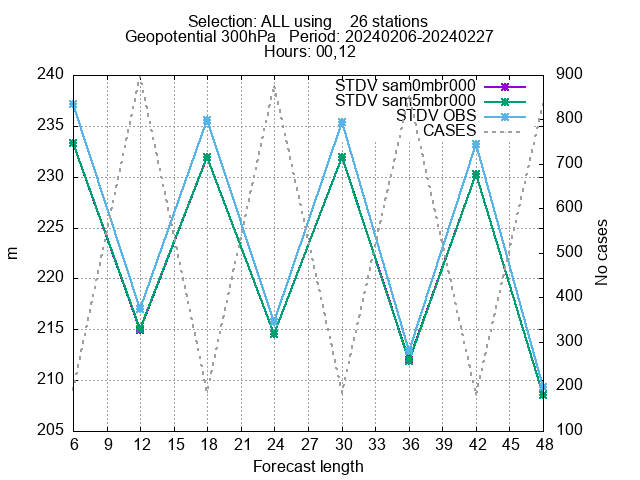 Selection: ALL using    26 stations
Geopotential 300hPa   Period: 20240206-20240227
Hours: 00,12
STDV sam0mbr000
STDV sam5mbr000
STDV OBS
CASES
240
235
230
225
220
215
210
205
900
800
700
600
500
400
300
200
100
m
No cases
6 9 12 15 18 21 24 27 30 33 36 39 42 45 48
Forecast length